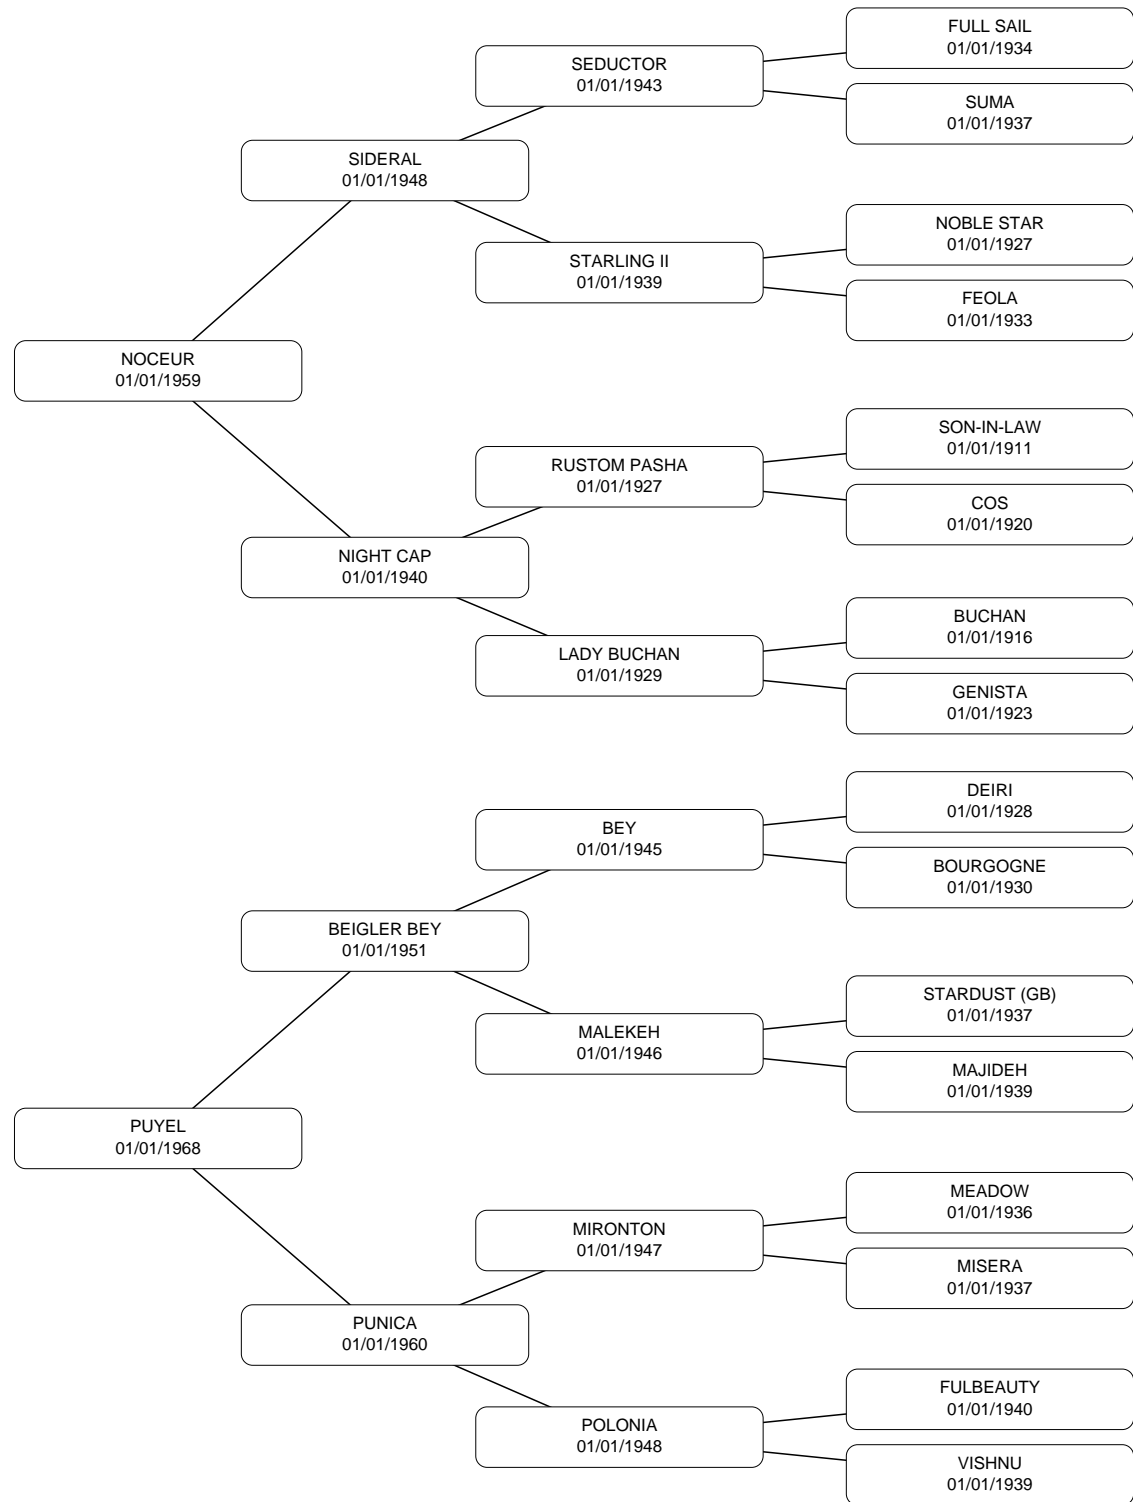 FULL SAIL
01/01/1934
SEDUCTOR
01/01/1943
SUMA
01/01/1937
SIDERAL
01/01/1948
NOBLE STAR
01/01/1927
STARLING II
01/01/1939
FEOLA
01/01/1933
NOCEUR
01/01/1959
SON-IN-LAW
01/01/1911
RUSTOM PASHA
01/01/1927
COS
01/01/1920
NIGHT CAP
01/01/1940
BUCHAN
01/01/1916
LADY BUCHAN
01/01/1929
GENISTA
01/01/1923
DEIRI
01/01/1928
BEY
01/01/1945
BOURGOGNE
01/01/1930
BEIGLER BEY
01/01/1951
STARDUST (GB)
01/01/1937
MALEKEH
01/01/1946
MAJIDEH
01/01/1939
PUYEL
01/01/1968
MEADOW
01/01/1936
MIRONTON
01/01/1947
MISERA
01/01/1937
PUNICA
01/01/1960
FULBEAUTY
01/01/1940
POLONIA
01/01/1948
VISHNU
01/01/1939